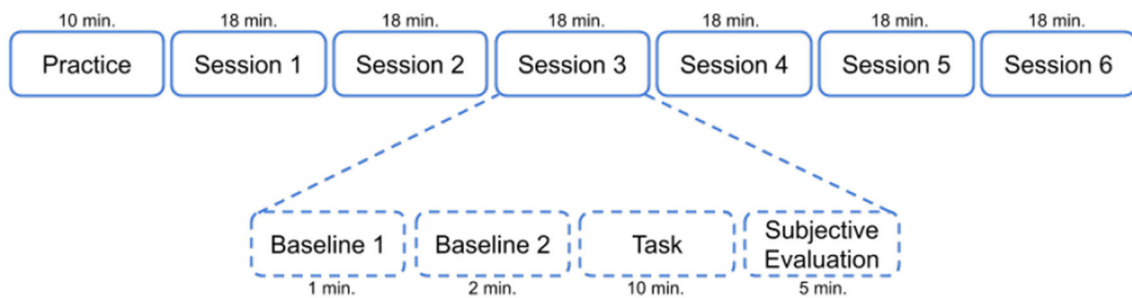 10 min. 18 min. 18 min. 18 min. 18 min. 18 min. 18 min.
Practice Session 1 Session 2 Session 3 Session 4 Session 5 Session 6
Baseline 1 Baseline 2 Task Subjective
Evaluation
1 min. 2 min. 10 min. 5 min.